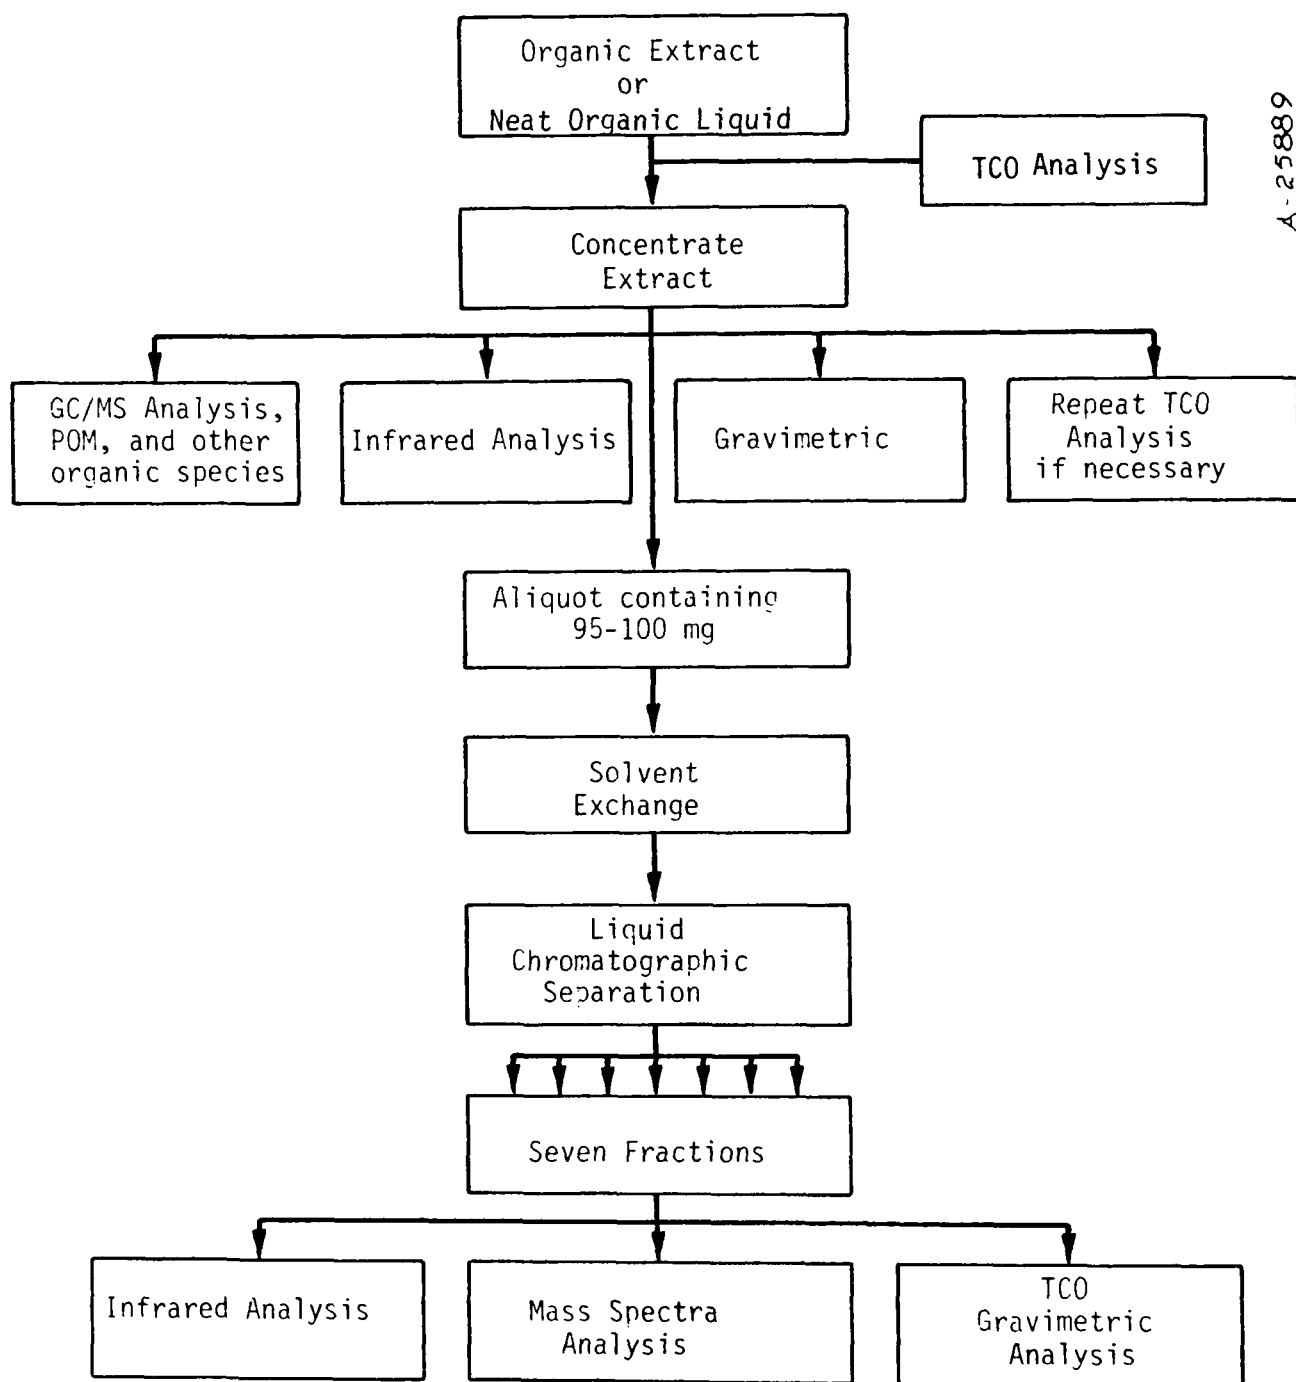 Organic Extract
or
Neat Organic Liquid
TCO Analysis
A-25889
Concentrate
Extract
GC/MS Analysis,
POM, and other
organic species
Infrared Analysis
Gravimetric
Repeat TCO
Analysis
if necessary
Aliquot containing
95-100 mg
Solvent
Exchange
Liquid
Chromatographic
Separation
Seven Fractions
Infrared Analysis
Mass Spectra
Analysis
TCO
Gravimetric
Analysis